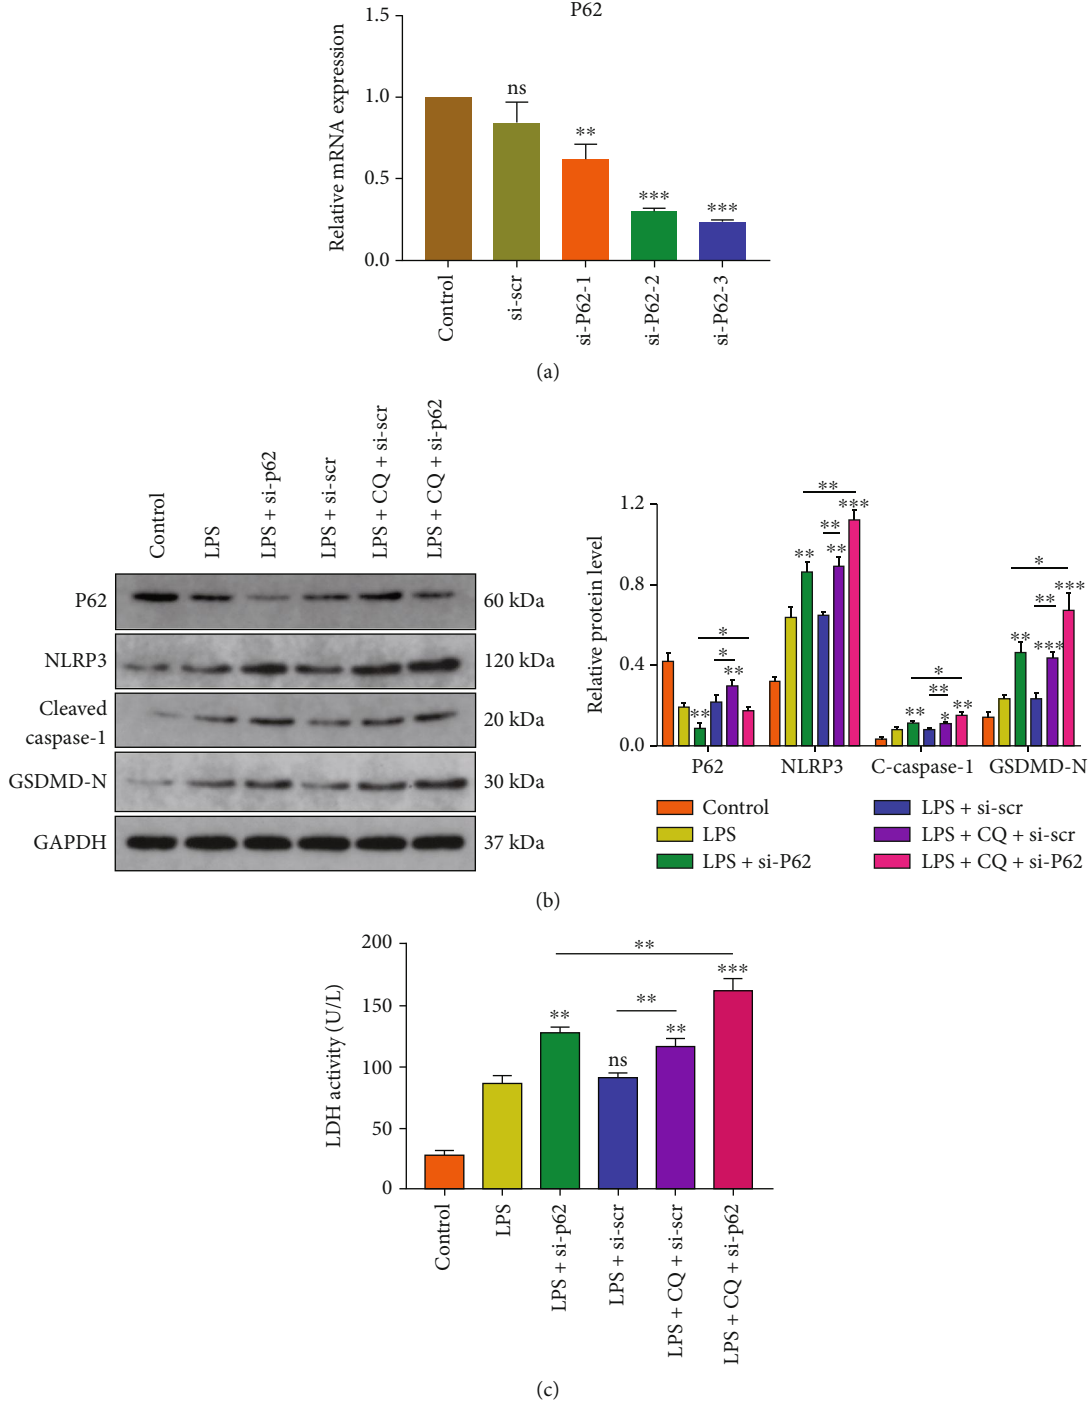 P62
Relative mRNA expression
1.5
1.0
0.5
0.0
ns
**
***
***
Control
si-scr
si-P62-1
si-P62-2
si-P62-3
(a)
Control
LPS
LPS + si-p62
LPS + si-scr
LPS + CQ + si-scr
LPS + CQ + si-p62
P62
60 kDa
NLRP3
120 kDa
Cleaved
caspase-1
20 kDa
GSDMD-N
30 kDa
GAPDH
37 kDa
Relative protein level
1.2
0.8
0.4
0.0
**
*
*
**
**
**
**
**
***
**
*
**
*
**
**
*
**
***
***
*
P62
NLRP3
C-caspase-1
GSDMD-N
Control
LPS
LPS + si-P62
LPS + si-scr
LPS + CQ + si-scr
LPS + CQ + si-P62
(b)
LDH activity (U/L)
200
150
100
50
0
**
ns
**
**
***
**
Control
LPS
LPS + si-p62
LPS + si-scr
LPS + CQ + si-scr
LPS + CQ + si-p62
(c)